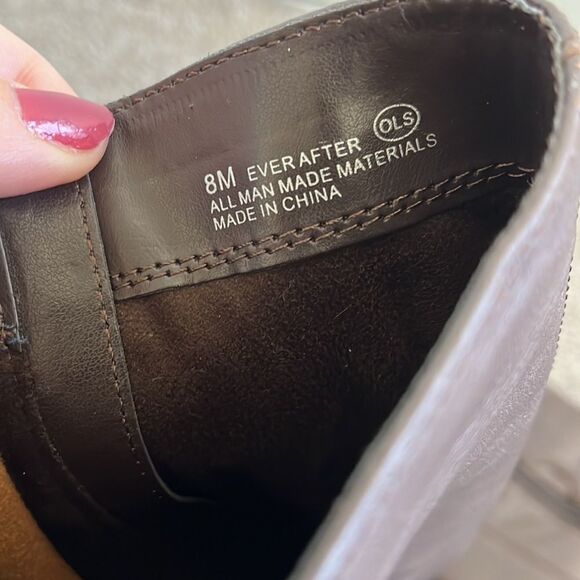 OLS
8M EVER AFTER
ALL MAN MADE MATERIALS
MADE IN CHINA